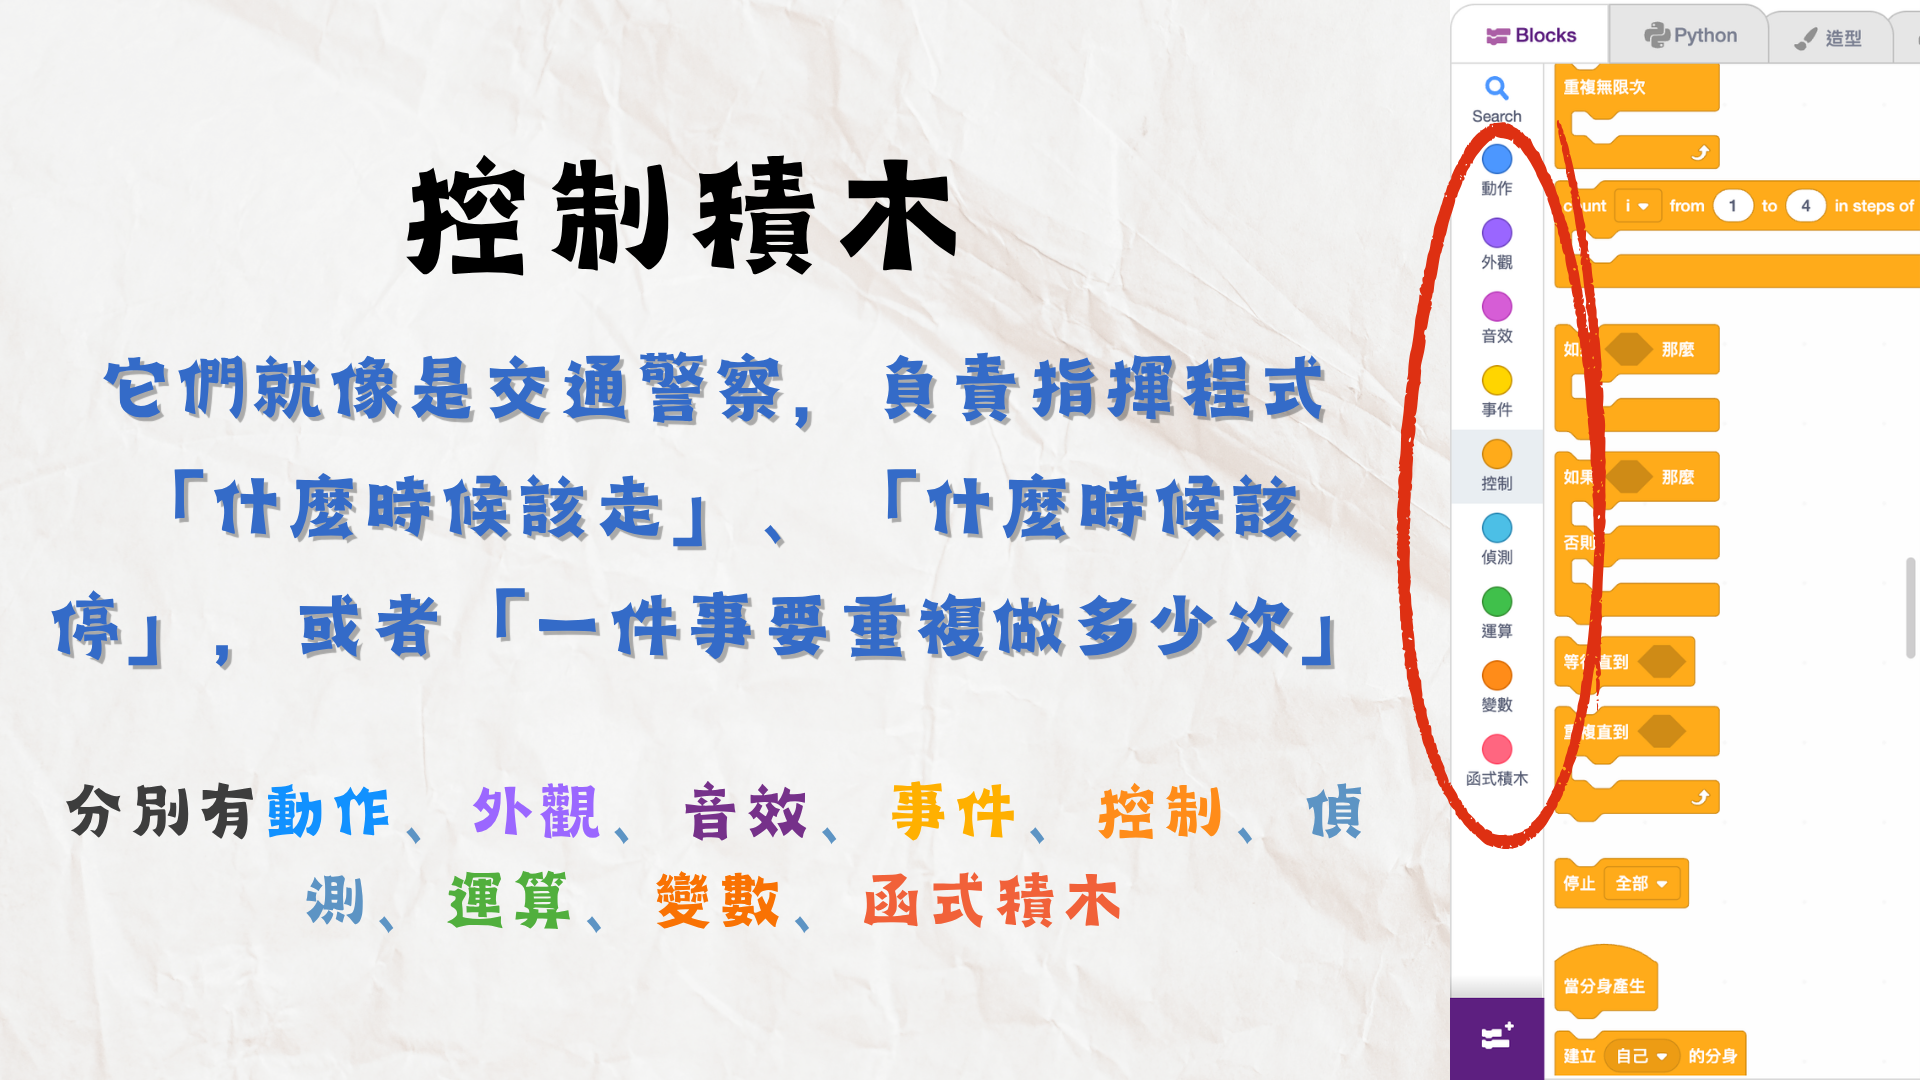 控制積木
它們就像是交通警察，負責指揮程式
「什麼時候該走」、「什麼時候該
停」，或者「一件事要重複做多少次」
分別有動作、外觀、音效、事件、控制、偵
測、運算、變數、函式積木
Blocks
Python
造型
Search
動作
外觀
音效
事件
控制
偵測
運算
變數
函式積木
重複無限次
i from 1 to 4 in steps of
那麼
如果 那麼
否則
直到
複直到
停止 全部
當分身產生
建立 自己 的分身